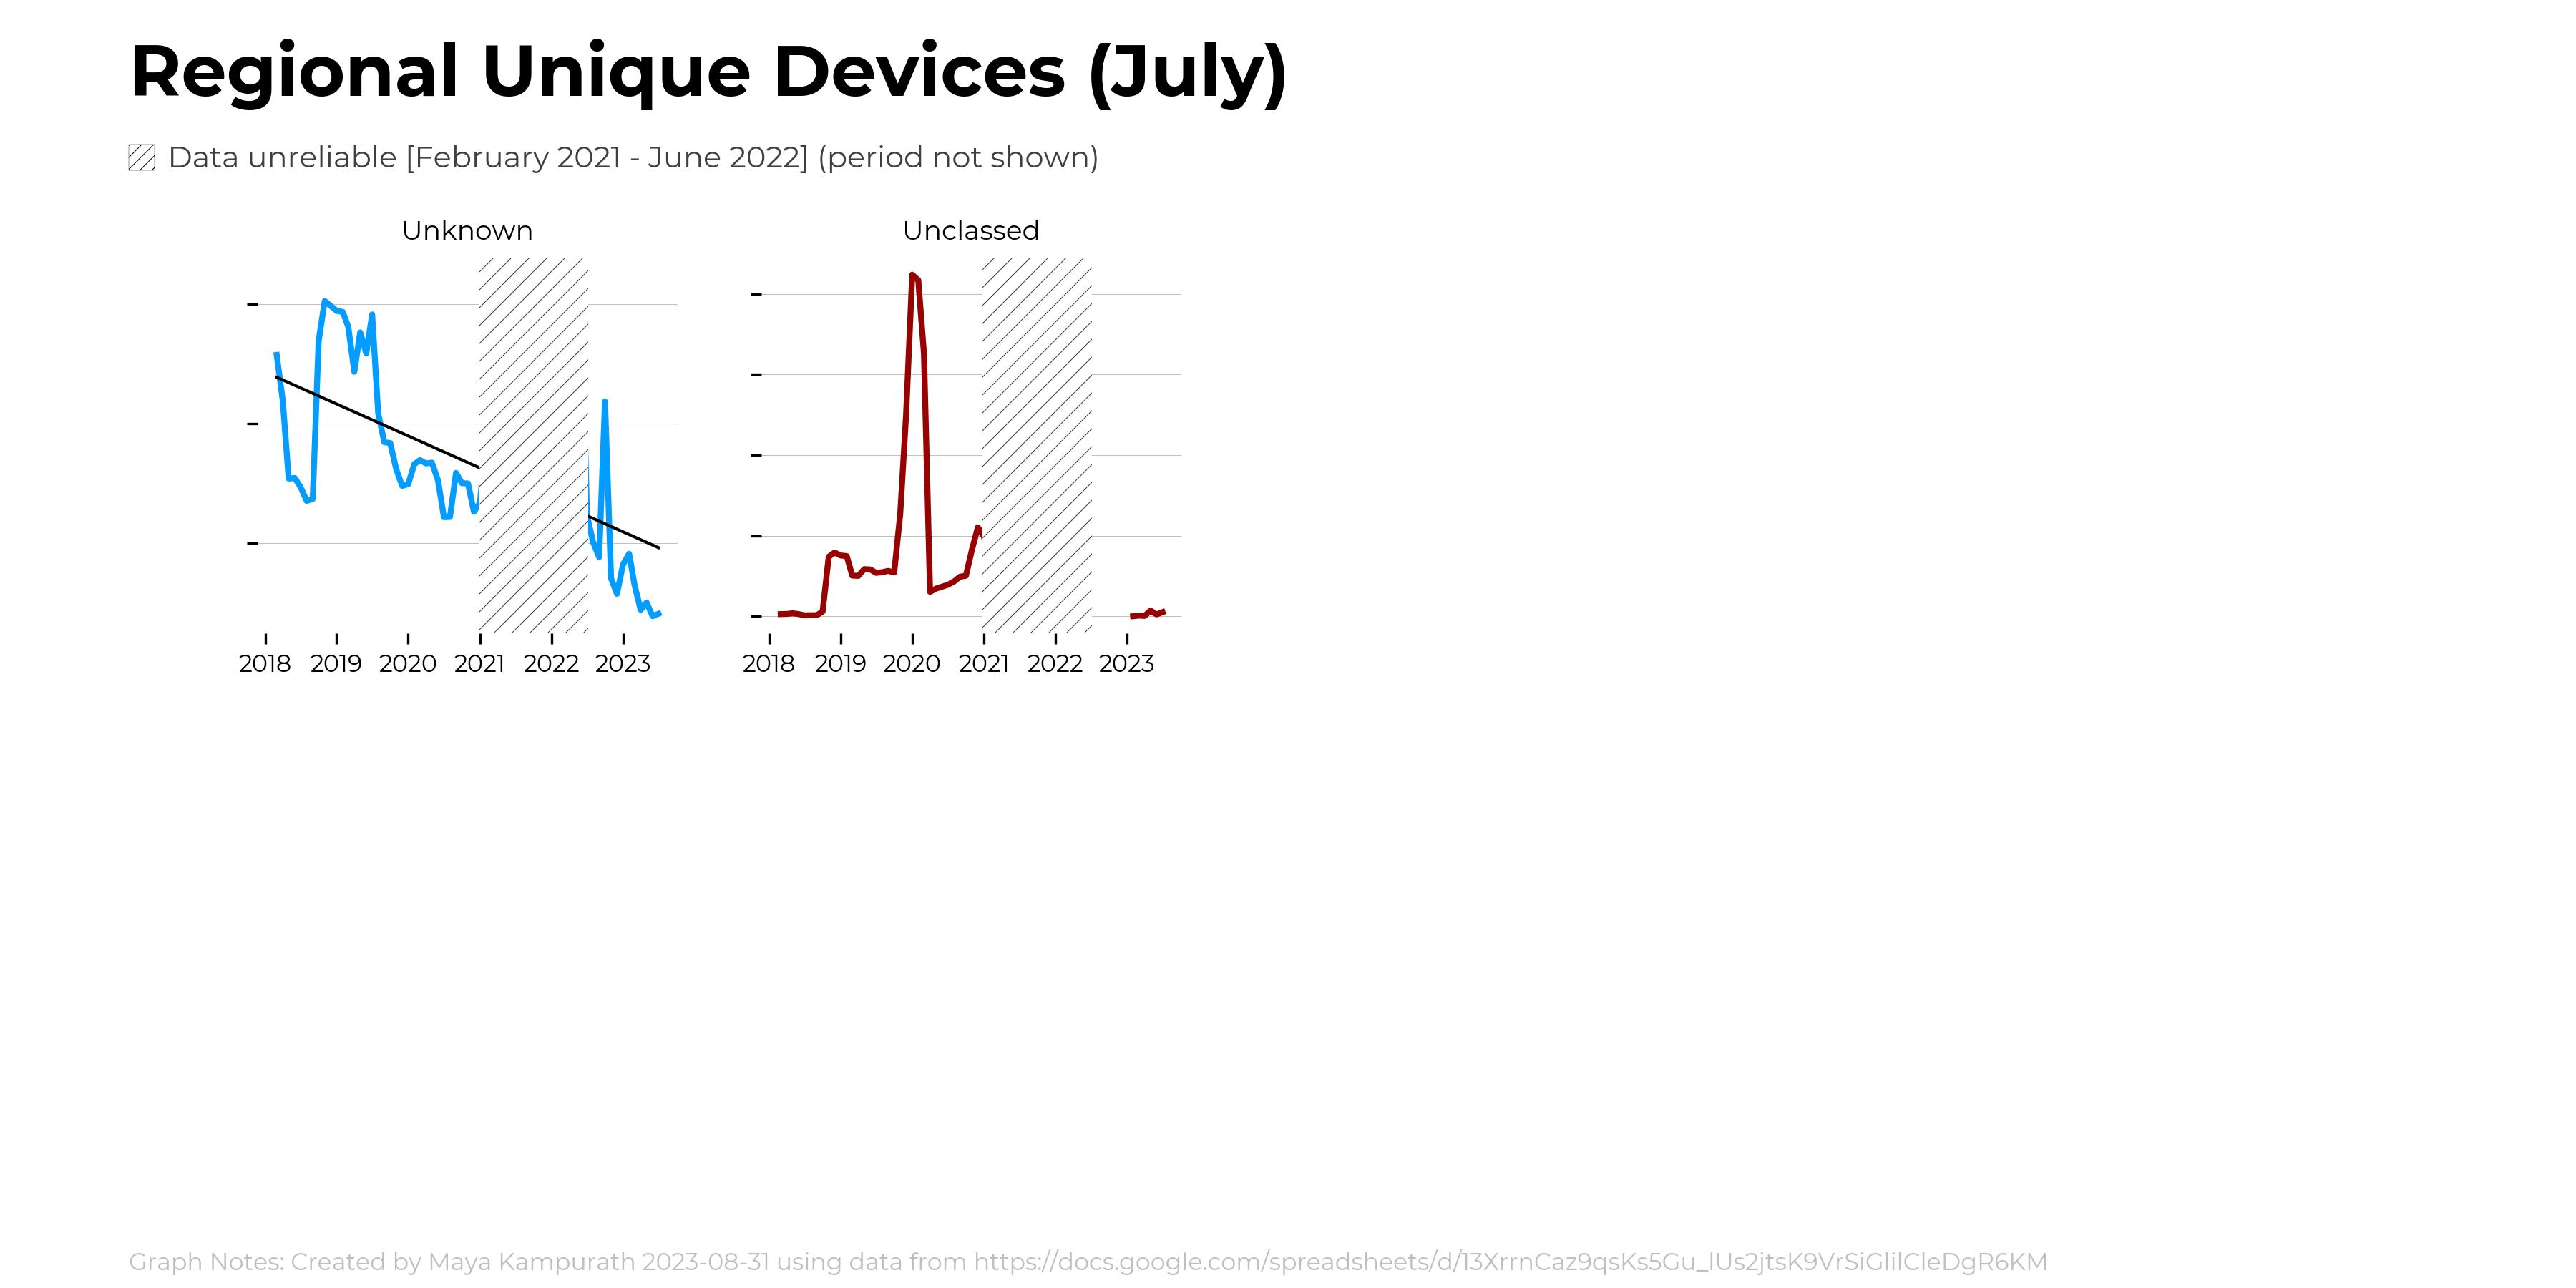 Regional Unique Devices (July)
Data unreliable [February 2021 - June 2022] (period not shown)
Unknown
Unclassed
2018 2019 2020 2021 2022 2023
2018 2019 2020 2021 2022 2023
Graph Notes: Created by Maya Kampurath 2023-08-31 using data from https://docs.google.com/spreadsheets/d/13XrrnCaz9qsKs5Gu_lUs2jtsK9VrSiGlilCleDgR6KM